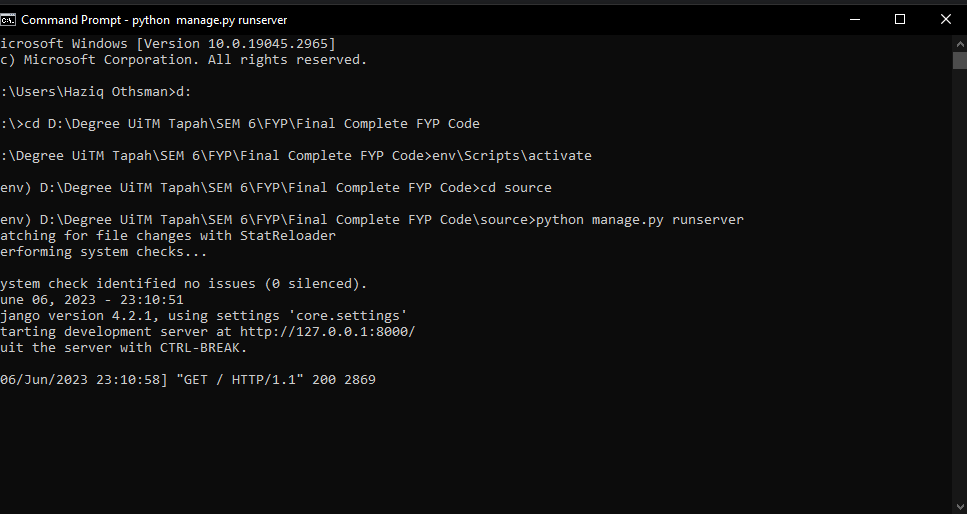 Command Prompt - python  manage.py runserver
icrosoft Windows [Version 10.0.19045.2965]
c) Microsoft Corporation. All rights reserved.
:\Users\Haziq Othsman>d:
:\>cd D:\Degree UiTM Tapah\SEM 6\FYP\Final Complete FYP Code
:\Degree UiTM Tapah\SEM 6\FYP\Final Complete FYP Code>env\Scripts\activate
env) D:\Degree UiTM Tapah\SEM 6\FYP\Final Complete FYP Code>cd source
env) D:\Degree UiTM Tapah\SEM 6\FYP\Final Complete FYP Code\source>python manage.py runserver
atching for file changes with StatReloader
erforming system checks...
ystem check identified no issues (0 silenced).
une 06, 2023 - 23:10:51
jango version 4.2.1, using settings 'core.settings'
tarting development server at http://127.0.0.1:8000/
uit the server with CTRL-BREAK.
06/Jun/2023 23:10:58] "GET / HTTP/1.1" 200 2869